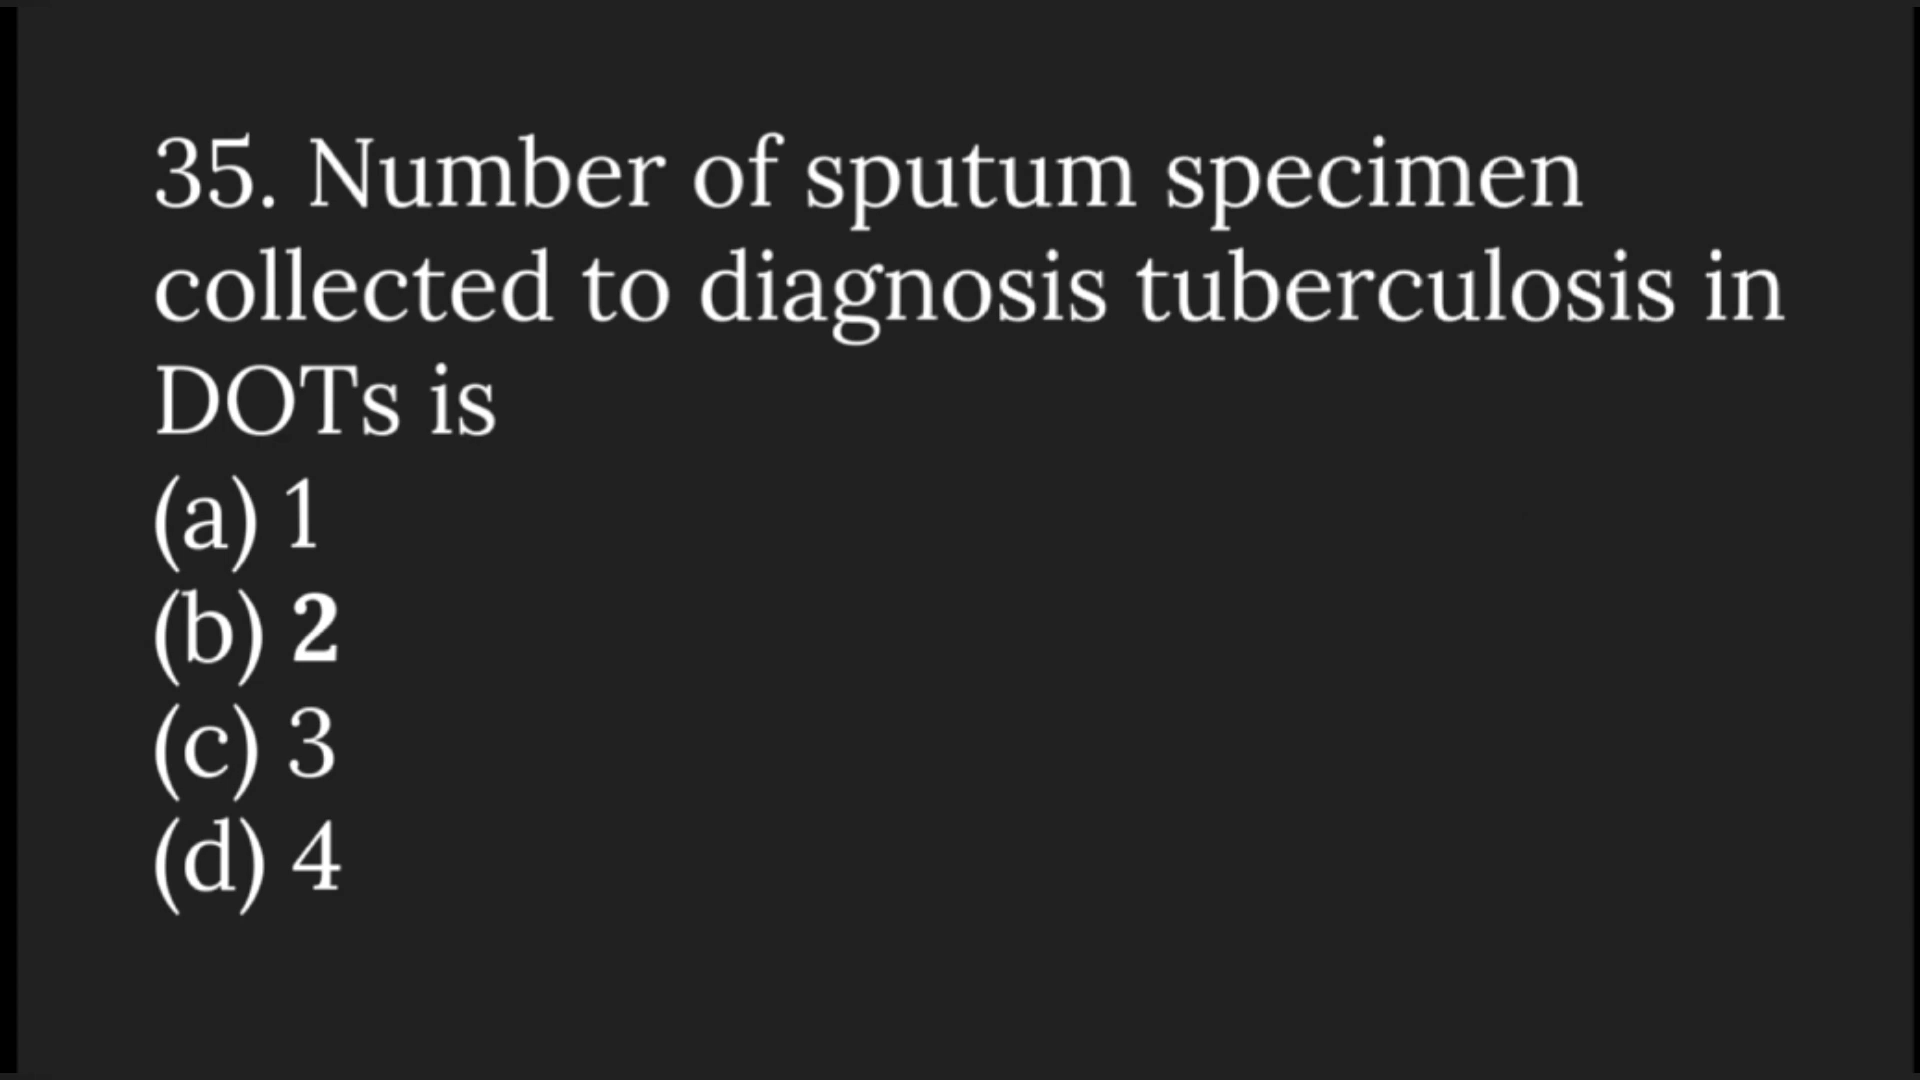 35. Number of sputum specimen
collected to diagnosis tuberculosis in
DOTs is
(a) 1
(b) 2
(c) 3
(d) 4